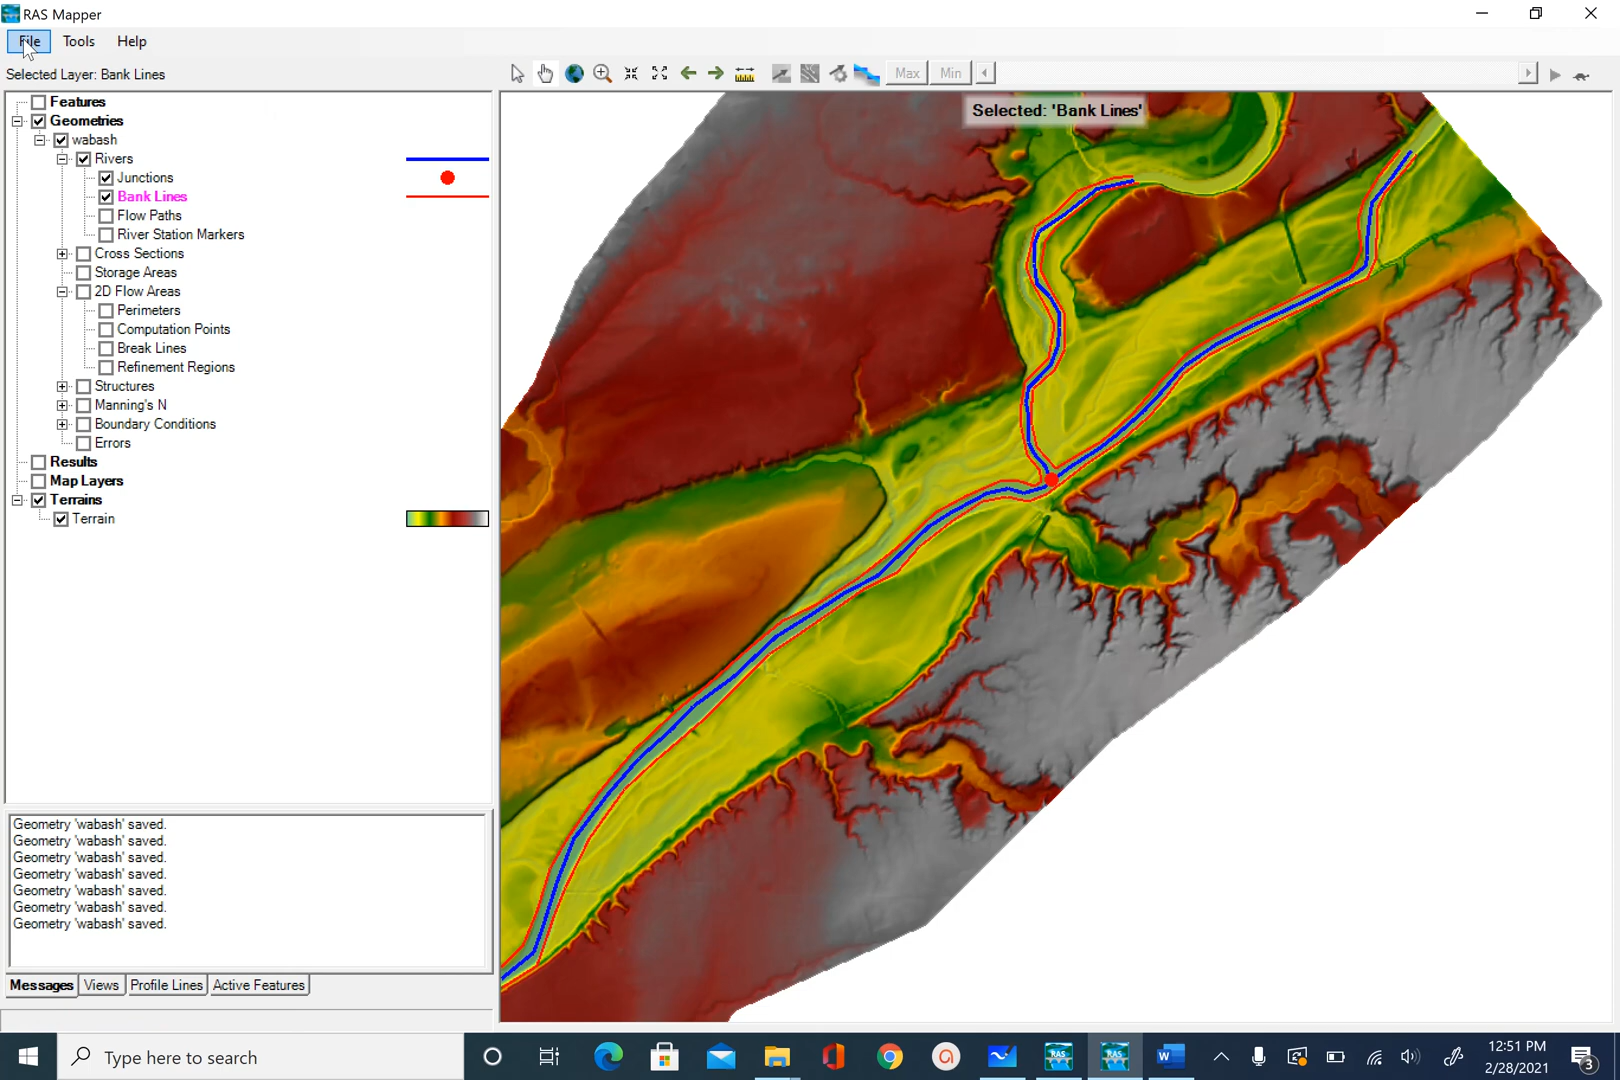 RAS Mapper
File Tools Help
Selected Layer: Bank Lines
Max Min
Features
Geometries
wabash
Rivers
Junctions
Bank Lines
Flow Paths
River Station Markers
Cross Sections
Storage Areas
2D Flow Areas
Perimeters
Computation Points
Break Lines
Refinement Regions
Structures
Manning's N
Boundary Conditions
Errors
Results
Map Layers
Terrains
Terrain
Selected: 'Bank Lines'
Geometry 'wabash' saved.
Geometry 'wabash' saved.
Geometry 'wabash' saved.
Geometry 'wabash' saved.
Geometry 'wabash' saved.
Geometry 'wabash' saved.
Geometry 'wabash' saved.
Messages Views Profile Lines Active Features
Type here to search
RAS
RAS
W
12:51 PM
2/28/2021
3